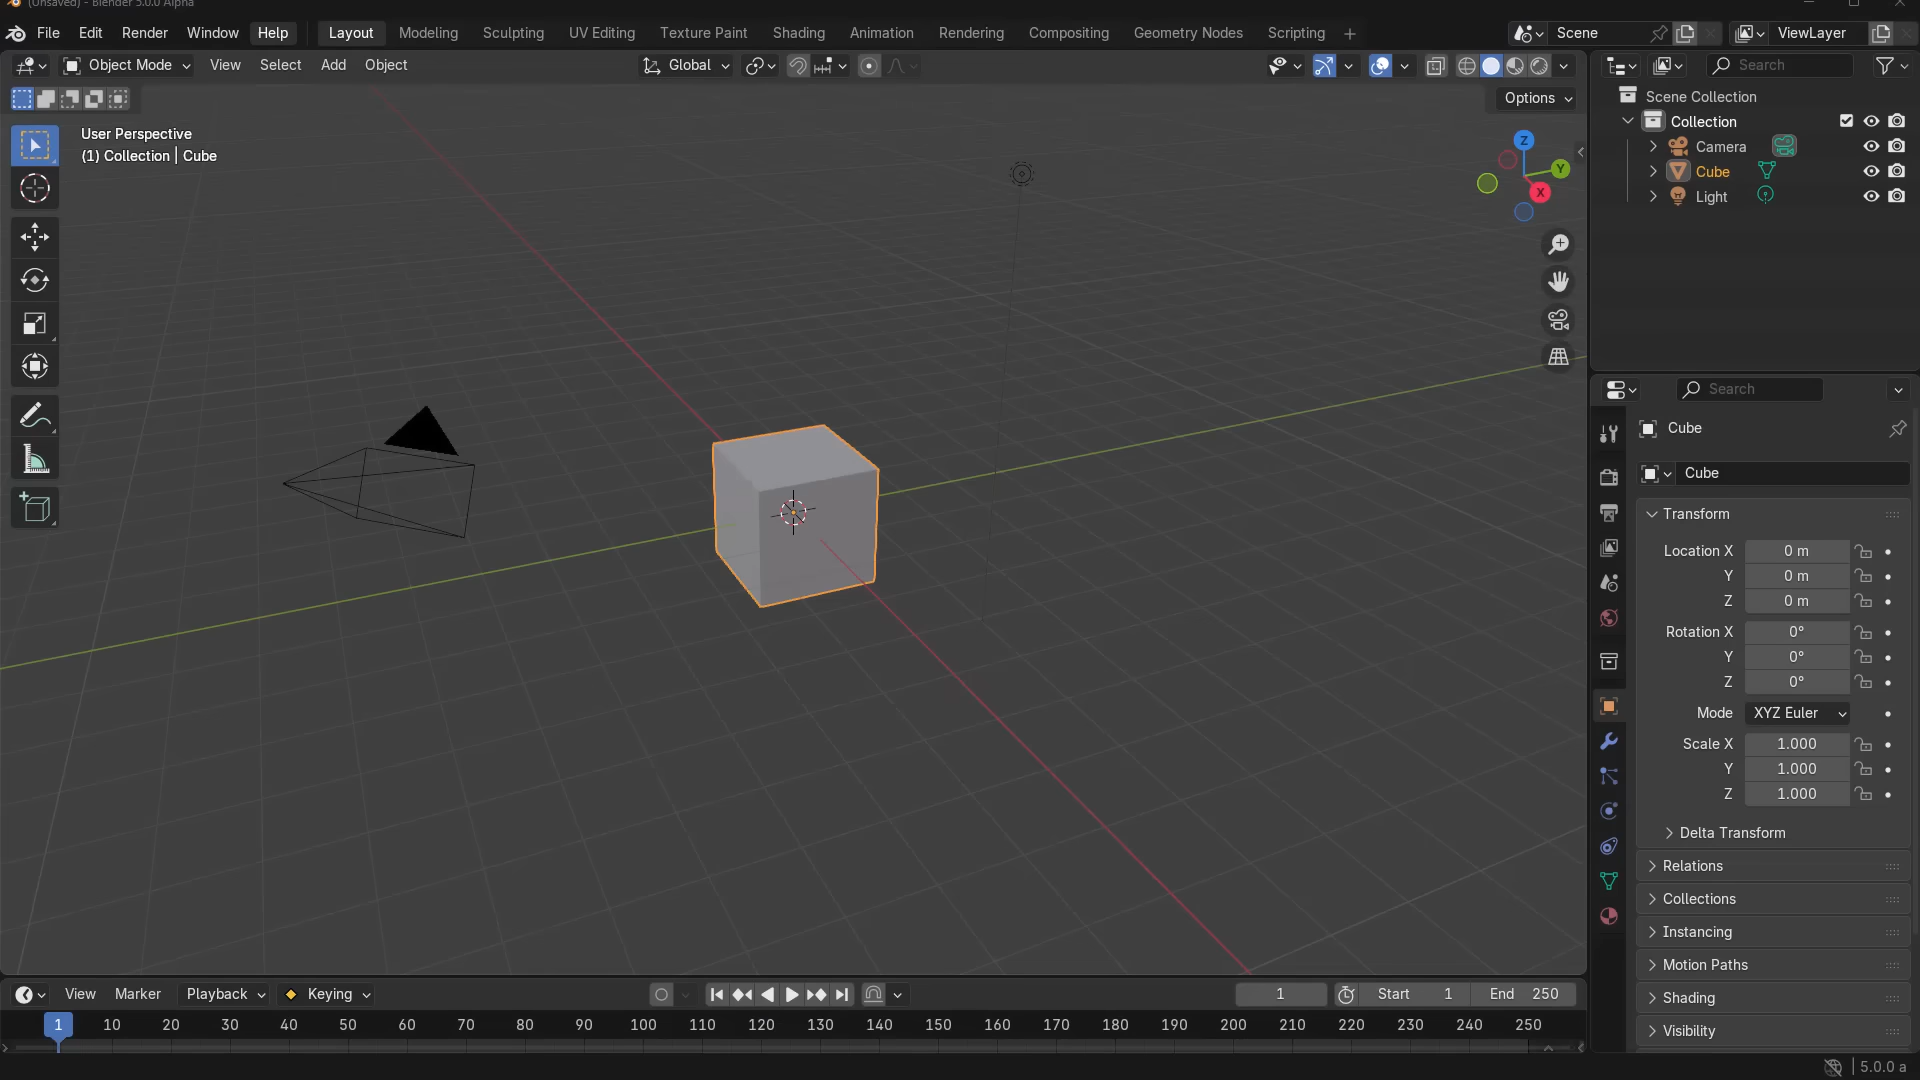 (Unsaved) - Blender 5.0.0 Alpha
File Edit Render Window Help Layout Modeling Sculpting UV Editing Texture Paint Shading Animation Rendering Compositing Geometry Nodes Scripting + Scene ViewLayer
Object Mode View Select Add Object Global Search
Options
User Perspective
(1) Collection | Cube
Z
Y
X
Scene Collection
Collection
Camera
Cube
Light
Search
Cube
Cube
Transform
Location X 0 m
Y 0 m
Z 0 m
Rotation X 0°
Y 0°
Z 0°
Mode XYZ Euler
Scale X 1.000
Y 1.000
Z 1.000
Delta Transform
Relations
Collections
Instancing
Motion Paths
Shading
Visibility
View Marker Playback Keying 1 Start 1 End 250
1 10 20 30 40 50 60 70 80 90 100 110 120 130 140 150 160 170 180 190 200 210 220 230 240 250
5.0.0 a